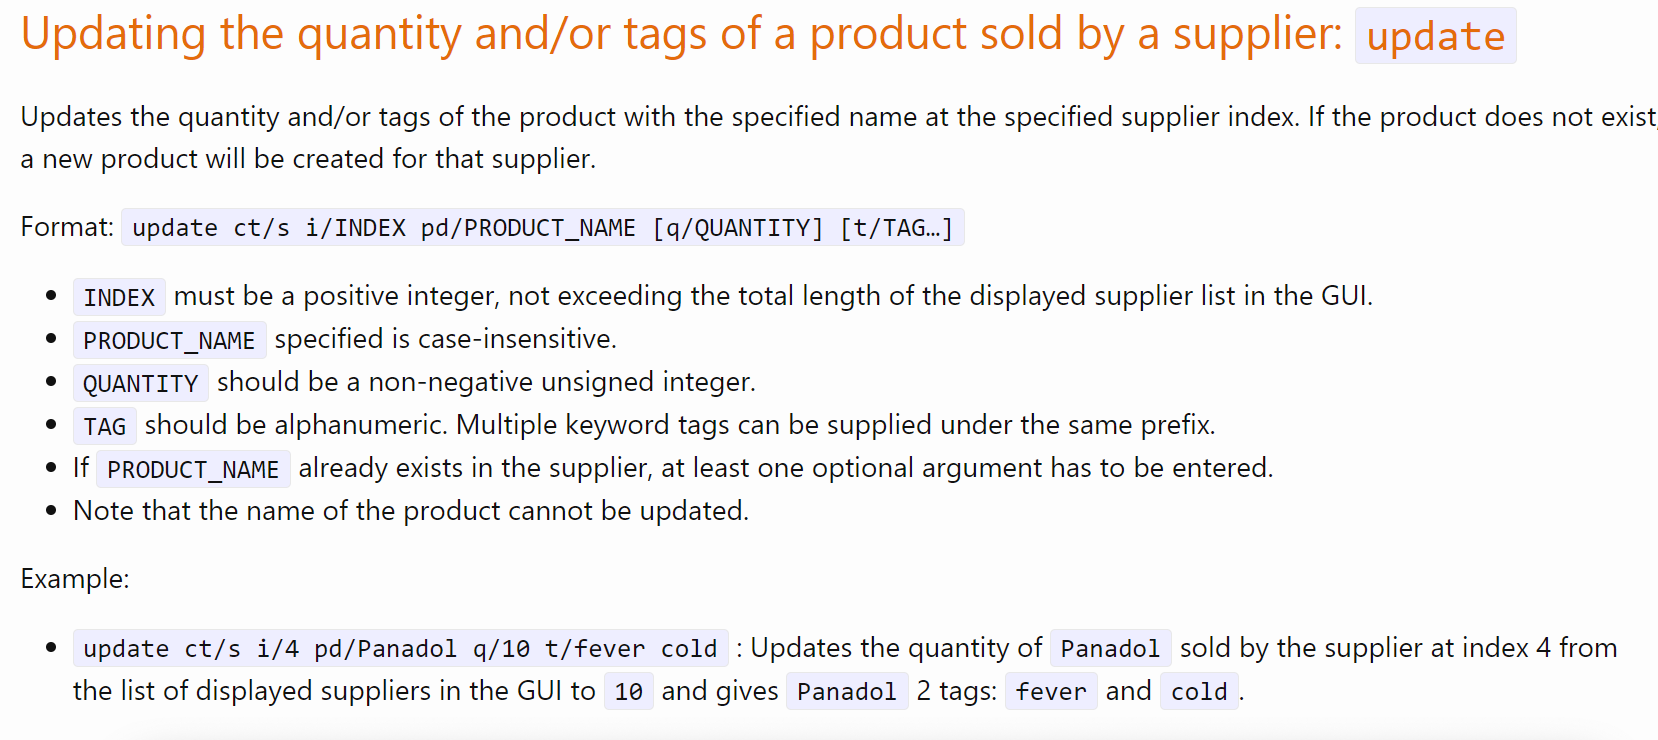 Updating the quantity and/or tags of a product sold by a supplier: update
Updates the quantity and/or tags of the product with the specified name at the specified supplier index. If the product does not exist,
a new product will be created for that supplier.
Format: update ct/s i/INDEX pd/PRODUCT_NAME [q/QUANTITY] [t/TAG…]
• INDEX must be a positive integer, not exceeding the total length of the displayed supplier list in the GUI.
• PRODUCT_NAME specified is case-insensitive.
• QUANTITY should be a non-negative unsigned integer.
• TAG should be alphanumeric. Multiple keyword tags can be supplied under the same prefix.
• If PRODUCT_NAME already exists in the supplier, at least one optional argument has to be entered.
• Note that the name of the product cannot be updated.
Example:
• update ct/s i/4 pd/Panadol q/10 t/fever cold : Updates the quantity of Panadol sold by the supplier at index 4 from
the list of displayed suppliers in the GUI to 10 and gives Panadol 2 tags: fever and cold.